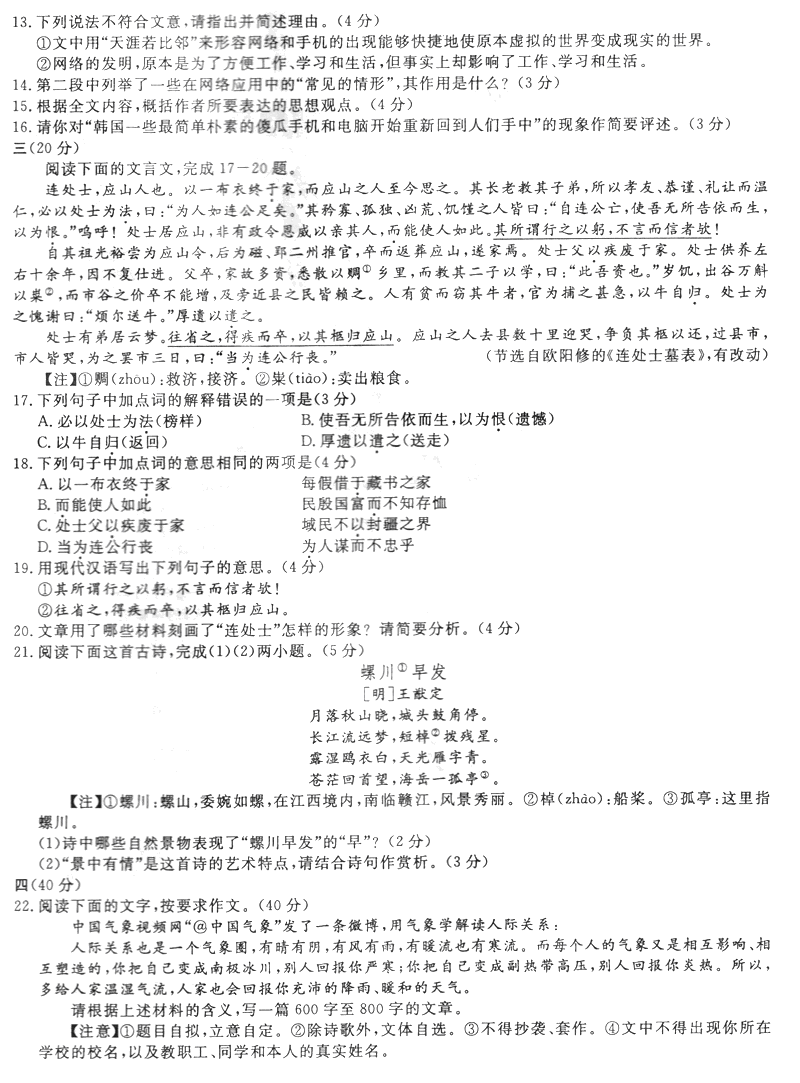 13.下列说法不符合文意,请指出并简述理由。(4 分)
①文中用“天涯若比邻”来形容网络和手机的出现能够快捷地使原本虚拟的世界变成现实的世界。
②网络的发明,原本是为了方便工作、学习和生活,但事实上却影响了工作、学习和生活。
14.第二段中列举了一些在网络应用中的“常见的情形”,其作用是什么? (3 分)
15.根据全文内容,概括作者所要表达的思想观点。(4 分)
16.请你对“韩国一些最简单朴素的傻瓜手机和电脑开始重新回到人们手中”的现象作简要评述。(3 分)
三(20 分)
阅读下面的文言文,完成 17－20 题。
连处士,应山人也。以一布衣终于家,而应山之人至今思之。其长老教其子弟,所以孝友、恭谨、礼让而温
仁,必以处士为法,曰:“为人如连公足矣。”其矜寡、孤独、凶荒、饥馑之人皆曰:“自连公亡,使吾无所告依而生,
以为恨。”呜呼! 处士居应山,非有政令恩威以亲其人,而能使人如此。其所谓行之以躬,不言而信者欤!
自其祖光裕尝为应山令,后为磁、郢二州推官,卒而返葬应山,遂家焉。处士父以疾废于家。处士供养左
右十余年,因不复仕进。父卒,家故多资,悉散以赒①乡里,而教其二子以学,曰:“此吾资也。”岁饥,出谷万斛
以粜②,而市谷之价卒不能增,及旁近县之民皆赖之。人有贫而窃其牛者,官为捕之甚急,以牛自归。处士为
之愧谢曰:“烦尔送牛。”厚遗以遣之。
处士有弟居云梦。往省之,得疾而卒,以其柩归应山。应山之人去县数十里迎哭,争负其柩以还,过县市,
市人皆哭,为之罢市三日,曰:“当为连公行丧。” (节选自欧阳修的《连处士墓表》,有改动)
【注】①赒(zhōu):救济,接济。②粜(tiào):卖出粮食。
17.下列句子中加点词的解释错误的一项是(3 分)
A.必以处士为法(榜样) B.使吾无所告依而生,以为恨(遗憾)
C.以牛自归(返回) D.厚遗以遣之(送走)
18.下列句子中加点词的意思相同的两项是(4 分)
A.以一布衣终于家 每假借于藏书之家
B.而能使人如此 民殷国富而不知存恤
C.处士父以疾废于家 域民不以封疆之界
D.当为连公行丧 为人谋而不忠乎
19.用现代汉语写出下列句子的意思。(4 分)
①其所谓行之以躬,不言而信者欤!
②往省之,得疾而卒,以其柩归应山。
20.文章用了哪些材料刻画了“连处士”怎样的形象? 请简要分析。(4 分)
21.阅读下面这首古诗,完成(1)(2)两小题。(5 分)
螺川①早发
[明]王猷定
月落秋山晓,城头鼓角停。
长江流远梦,短棹②拨残星。
露湿鸥衣白,天光雁字青。
苍茫回首望,海岳一孤亭③。
【注】①螺川:螺山,委婉如螺,在江西境内,南临赣江,风景秀丽。②棹(zhào):船桨。③孤亭:这里指
螺川。
(1)诗中哪些自然景物表现了“螺川早发”的“早”? (2 分)
(2)“景中有情”是这首诗的艺术特点,请结合诗句作赏析。(3 分)
四(40 分)
22.阅读下面的文字,按要求作文。(40 分)
中国气象视频网“@中国气象”发了一条微博,用气象学解读人际关系:
人际关系也是一个气象圈,有晴有阴,有风有雨,有暖流也有寒流。而每个人的气象又是相互影响、相
互塑造的,你把自己变成南极冰川,别人回报你严寒;你把自己变成副热带高压,别人回报你炎热。所以,
多给人家温湿气流,人家也会回报你充沛的降雨、暖和的天气。
请根据上述材料的含义,写一篇 600 字至 800 字的文章。
【注意】①题目自拟,立意自定。②除诗歌外,文体自选。③不得抄袭、套作。④文中不得出现你所在
学校的校名,以及教职工、同学和本人的真实姓名。